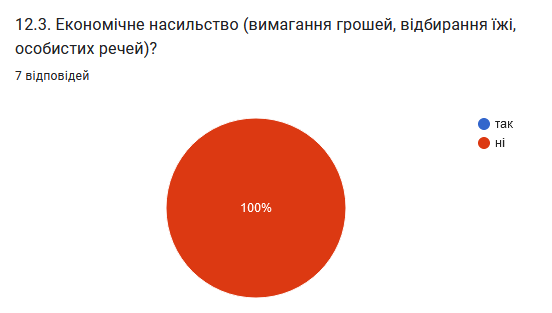 12.3. Економічне насильство (вимагання грошей, відбирання їжі,
особистих речей)?
7 відповідей
так
ні
100%